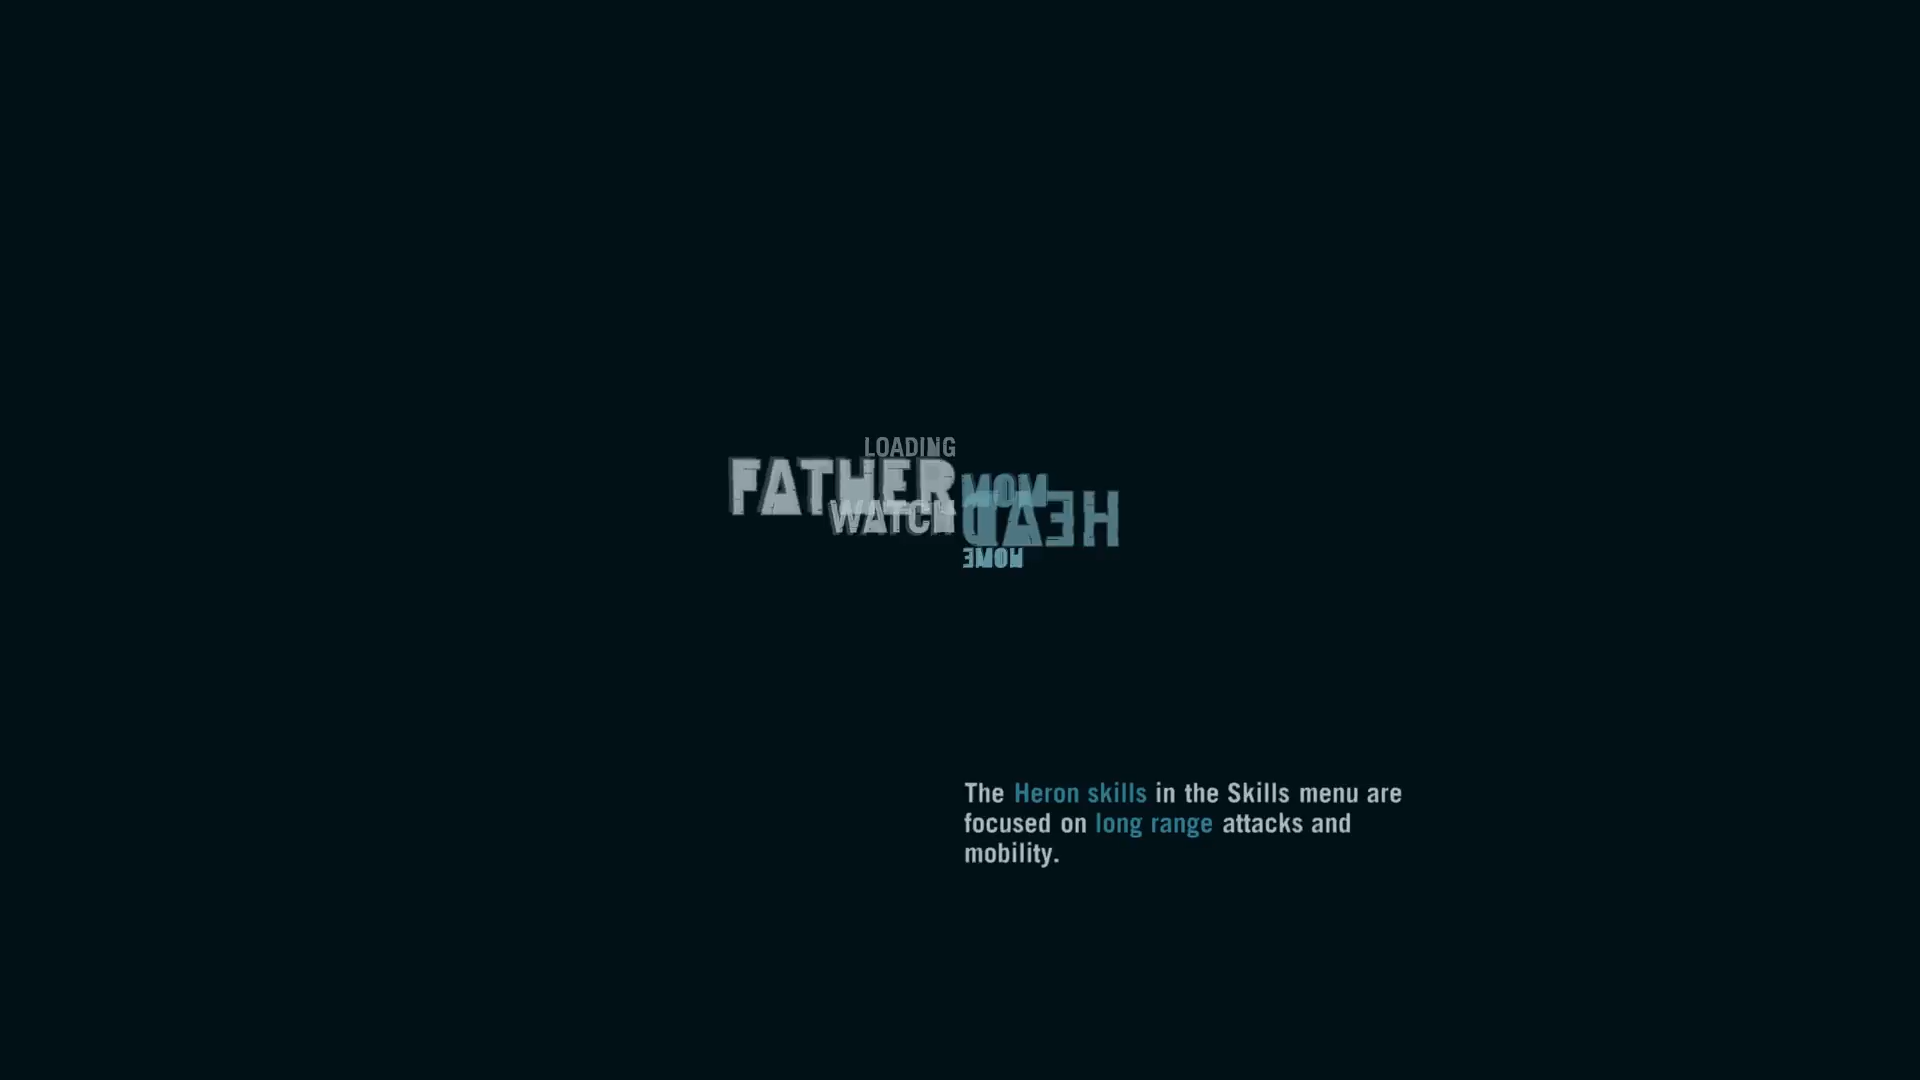 LOADING
FATHER
WATCH
MOM
HEAD
HOME
The Heron skills in the Skills menu are
focused on long range attacks and
mobility.